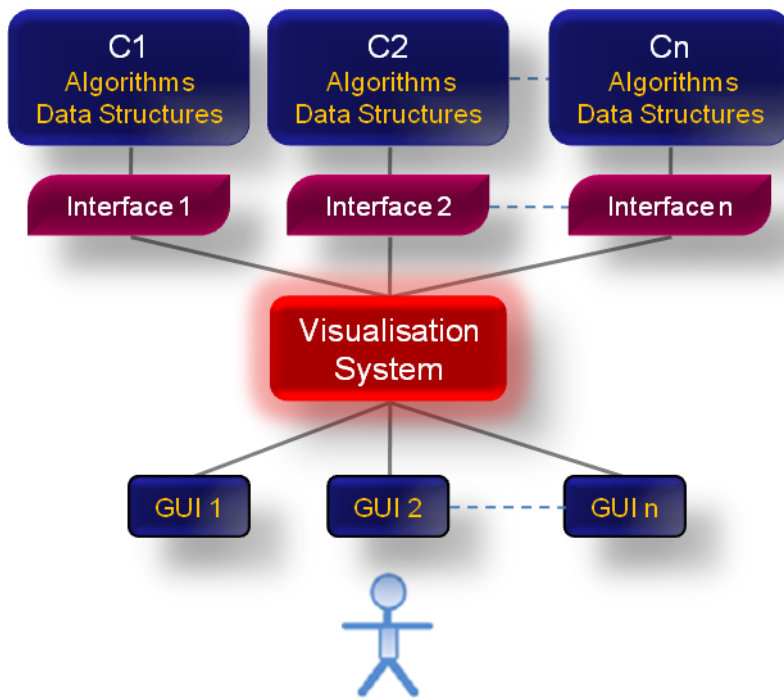 C1
Algorithms
Data Structures
C2
Algorithms
Data Structures
Cn
Algorithms
Data Structures
Interface 1
Interface 2
Interface n
Visualisation
System
GUI 1
GUI 2
GUI n